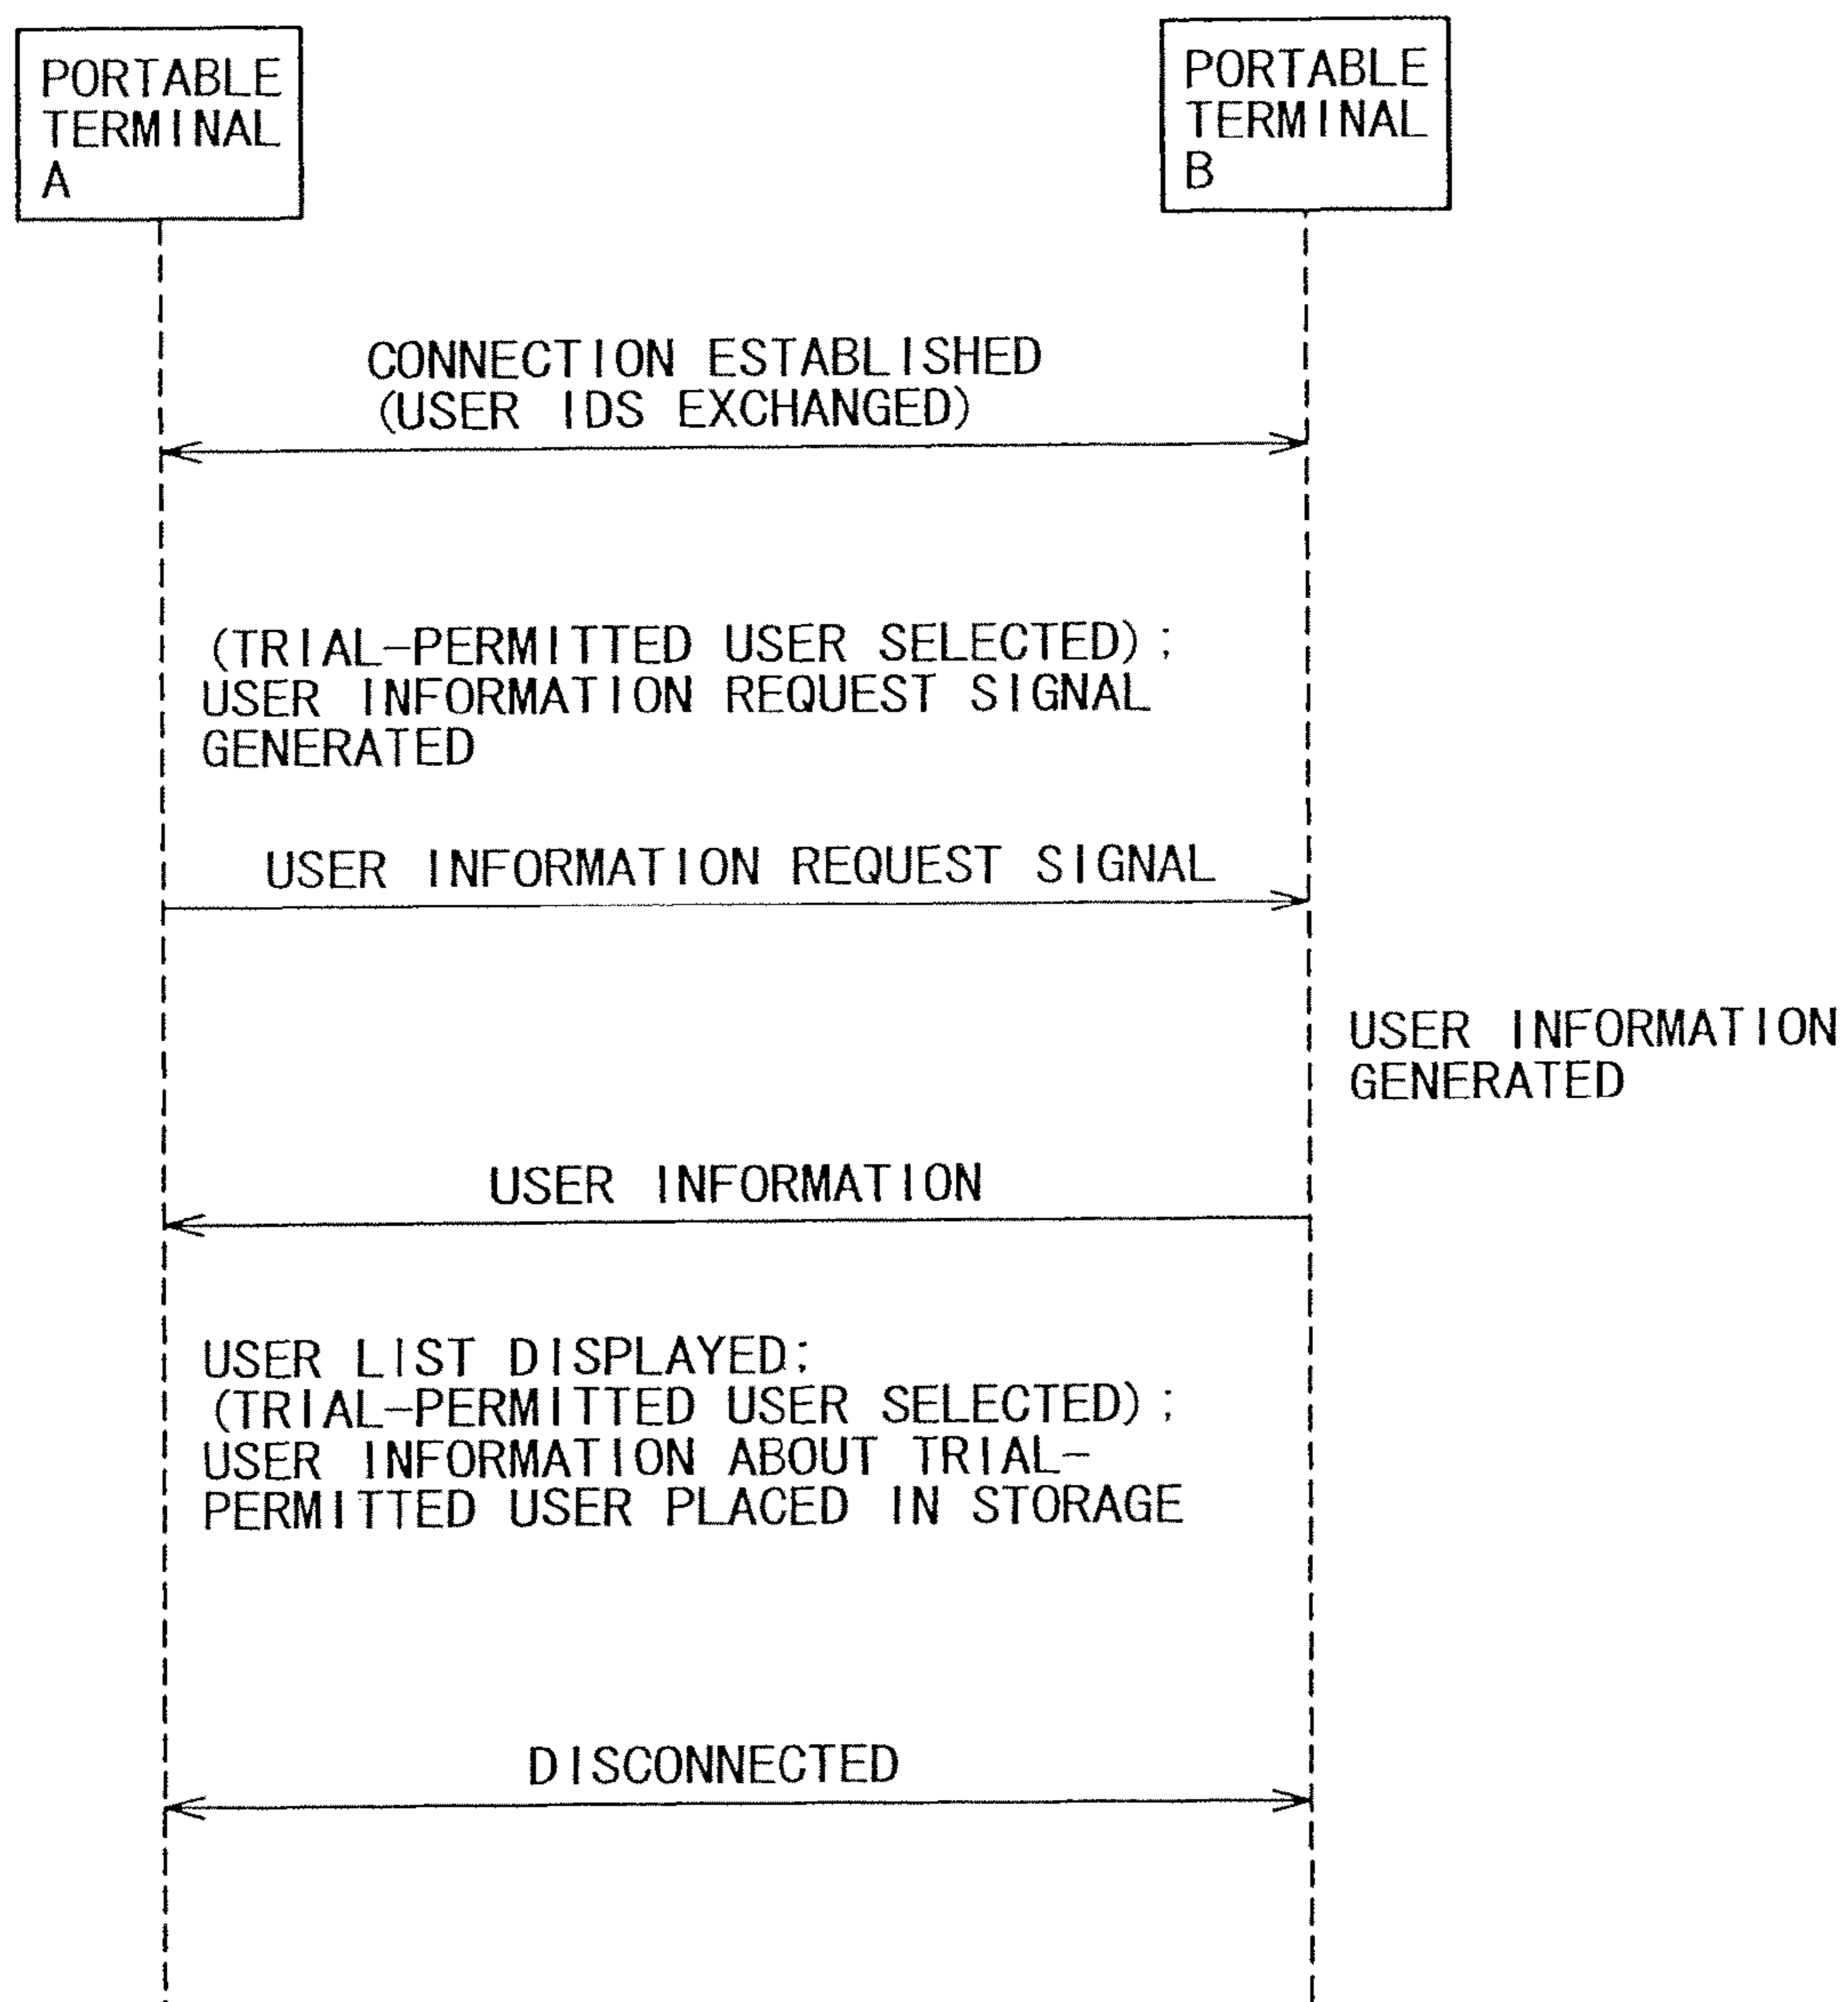 PORTABLE
TERMINAL
A
PORTABLE
TERMINAL
B
CONNECTION ESTABLISHED
(USER IDS EXCHANGED)
(TRIAL-PERMITTED USER SELECTED);
USER INFORMATION REQUEST SIGNAL
GENERATED
USER INFORMATION REQUEST SIGNAL
USER INFORMATION
GENERATED
USER INFORMATION
USER LIST DISPLAYED;
(TRIAL-PERMITTED USER SELECTED);
USER INFORMATION ABOUT TRIAL-
PERMITTED USER PLACED IN STORAGE
DISCONNECTED